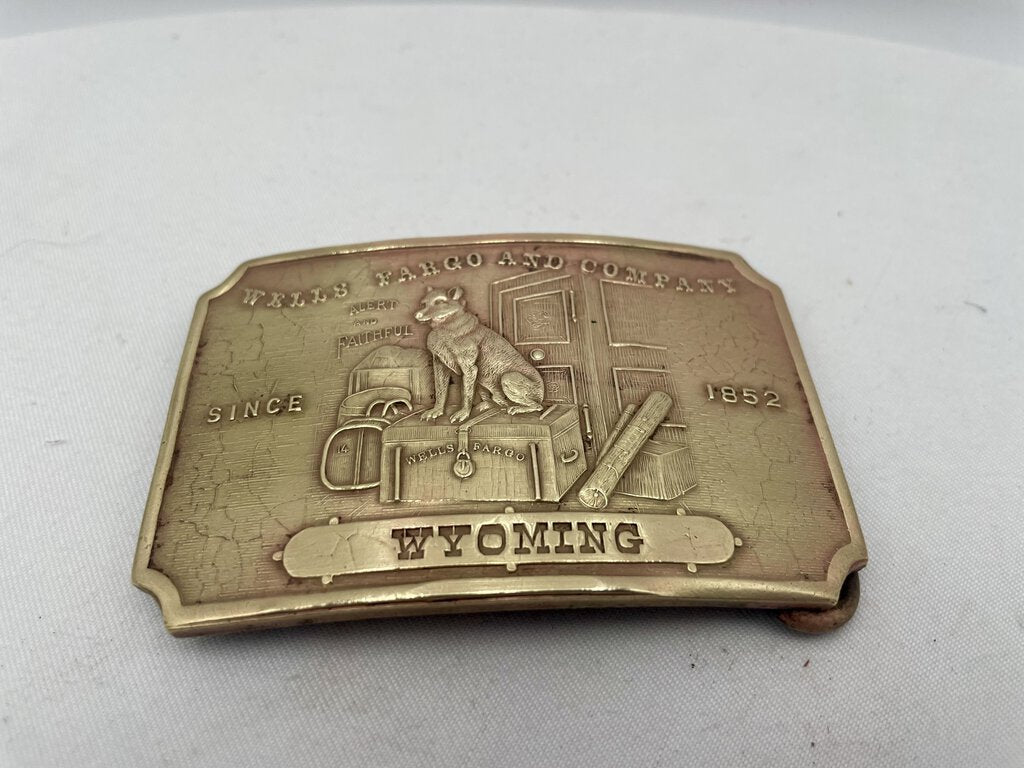 WELLS FARGO AND COMPANY
ALERT
AND
FAITHFUL
SINCE 1852
14
WELLS FARGO
WYOMING